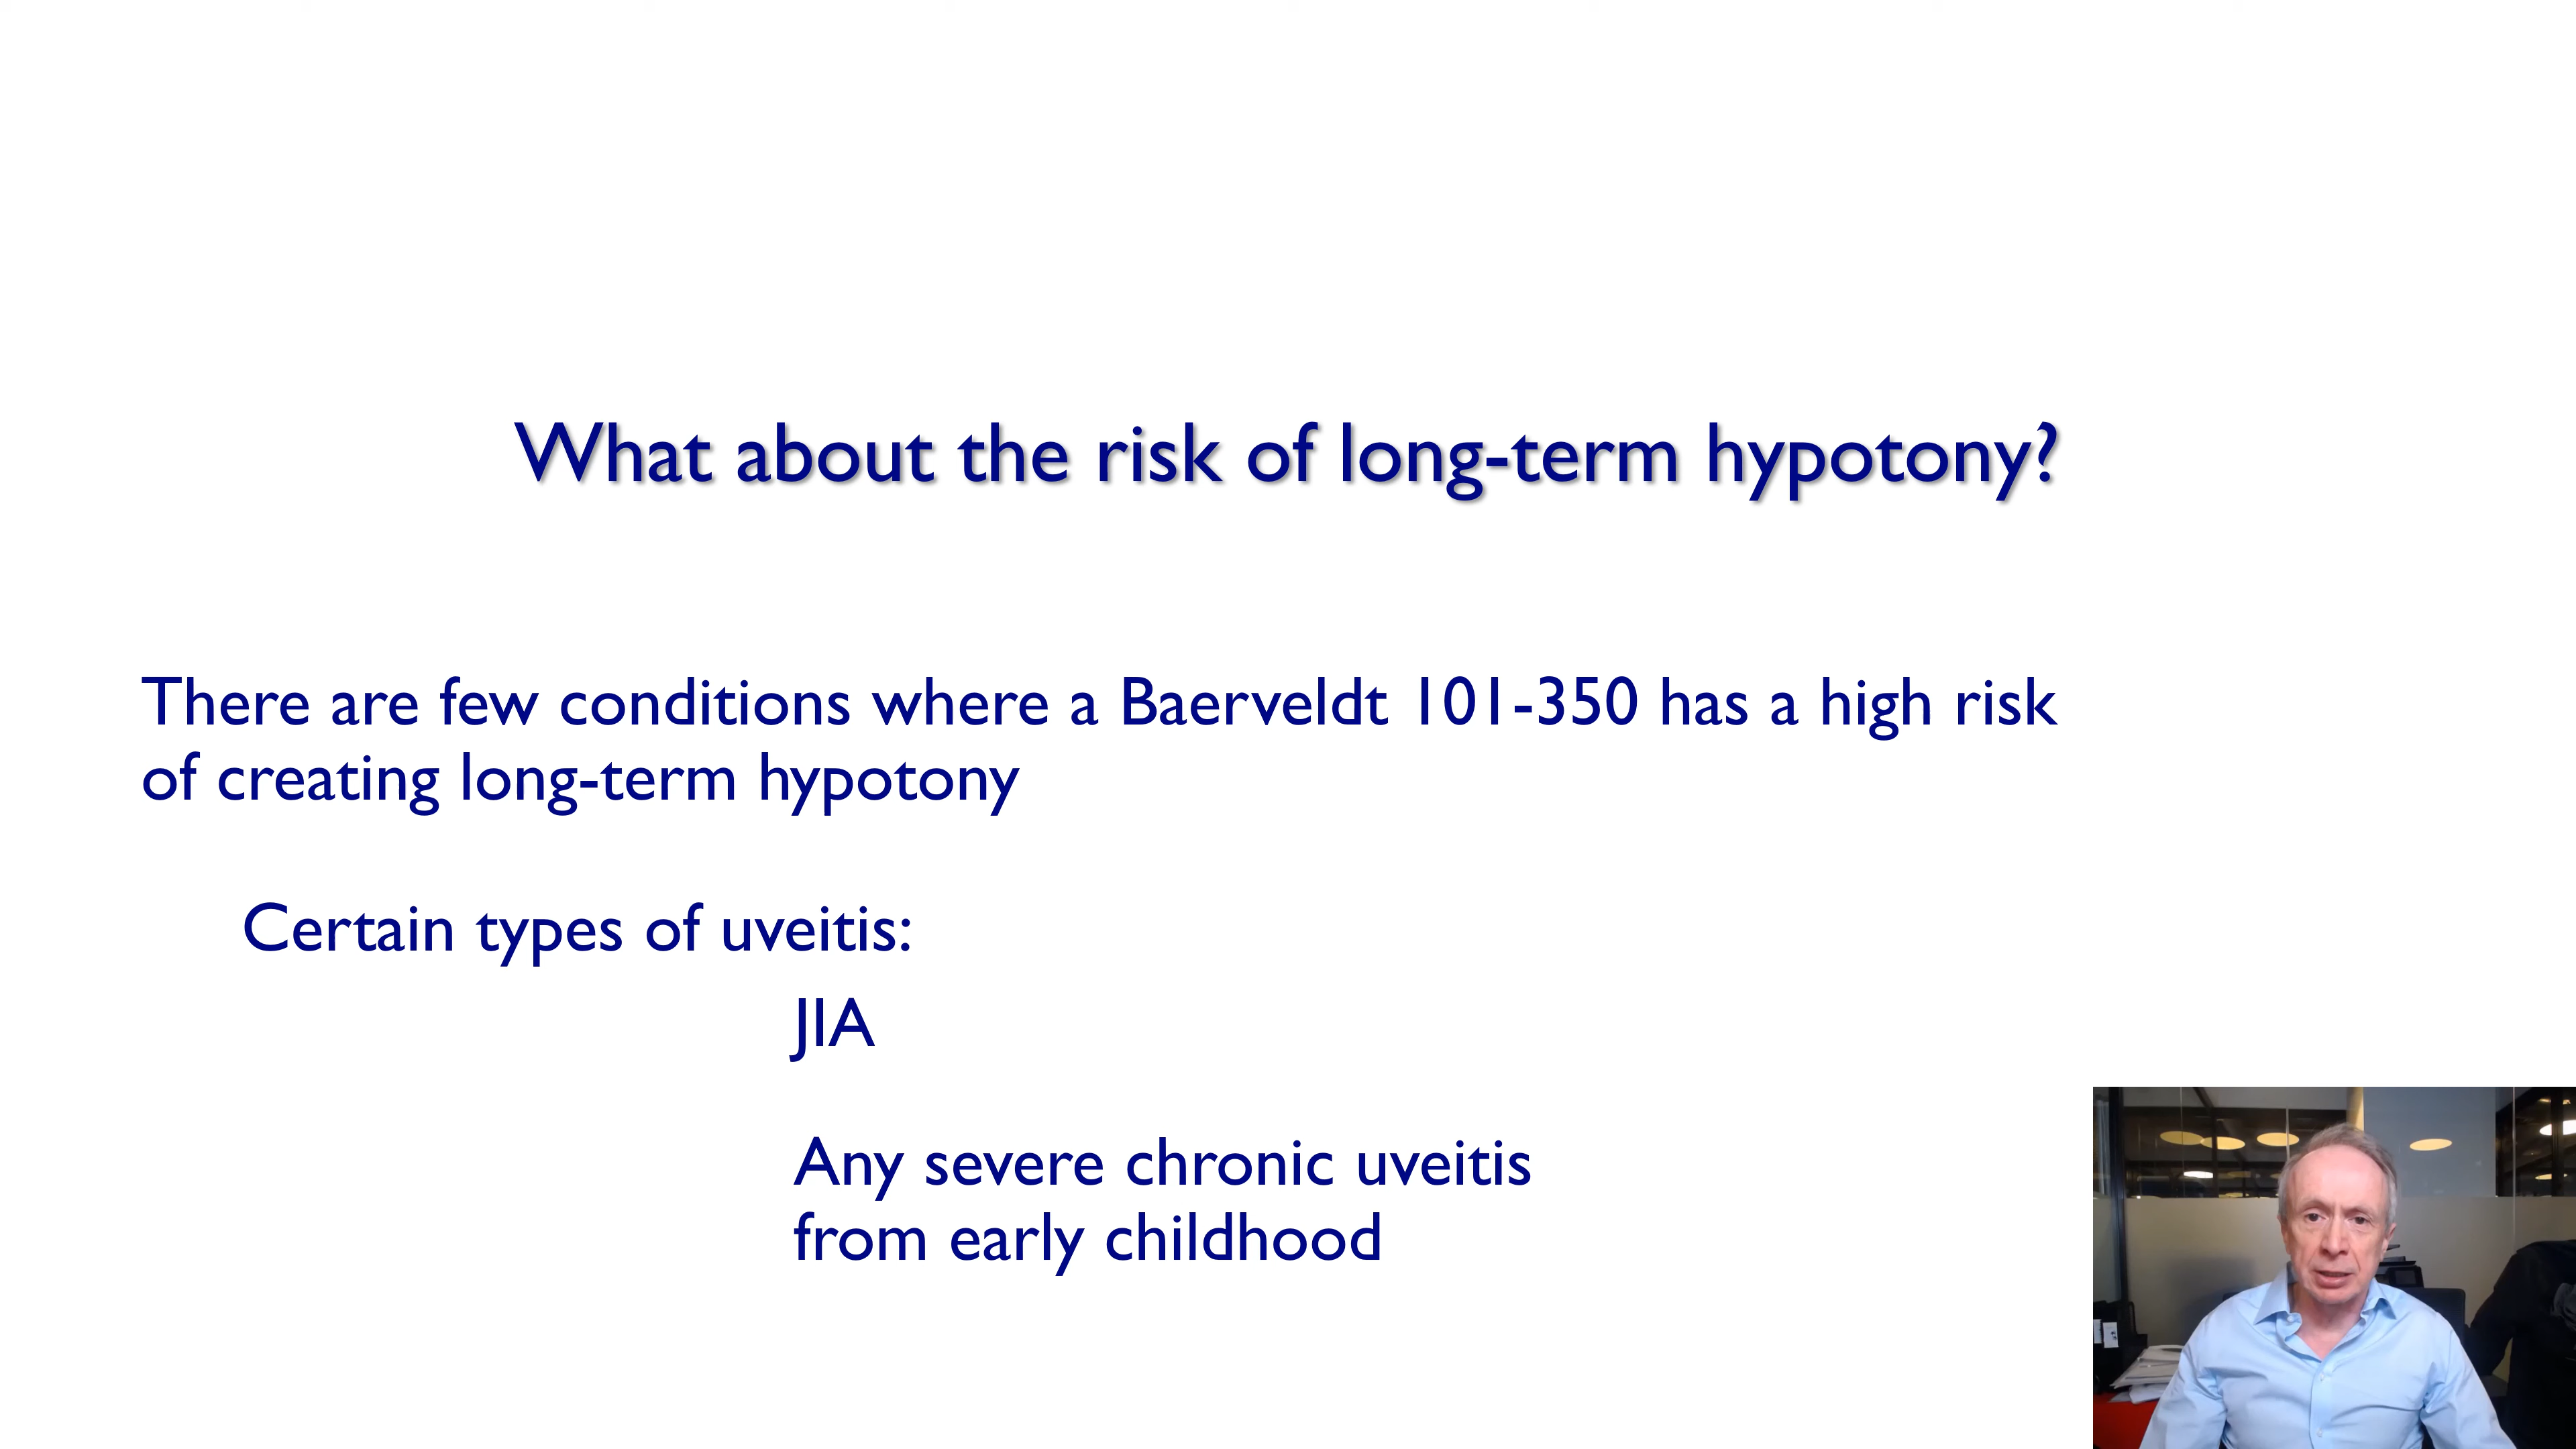 What about the risk of long-term hypotony?
There are few conditions where a Baerveldt 101-350 has a high risk
of creating long-term hypotony
Certain types of uveitis:
JIA
Any severe chronic uveitis
from early childhood